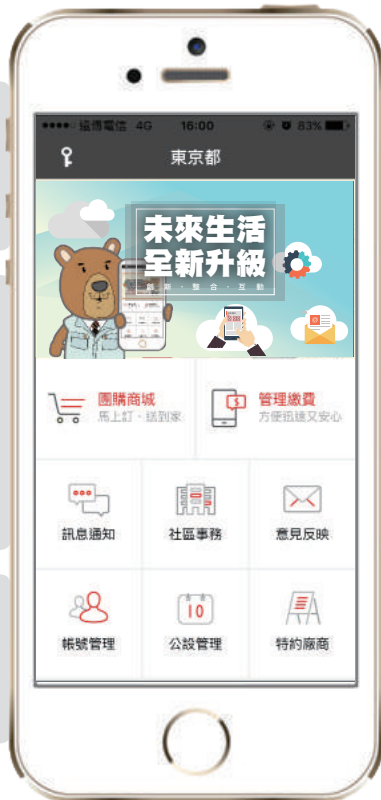 遠傳電信 4G 16:00 83%
東京都
未來生活
全新升級
創新·整合·互動
團購商城
馬上訂·送到家
管理繳費
方便迅速又安心
訊息通知
社區事務
意見反映
帳號管理
10
公設管理
特約廠商